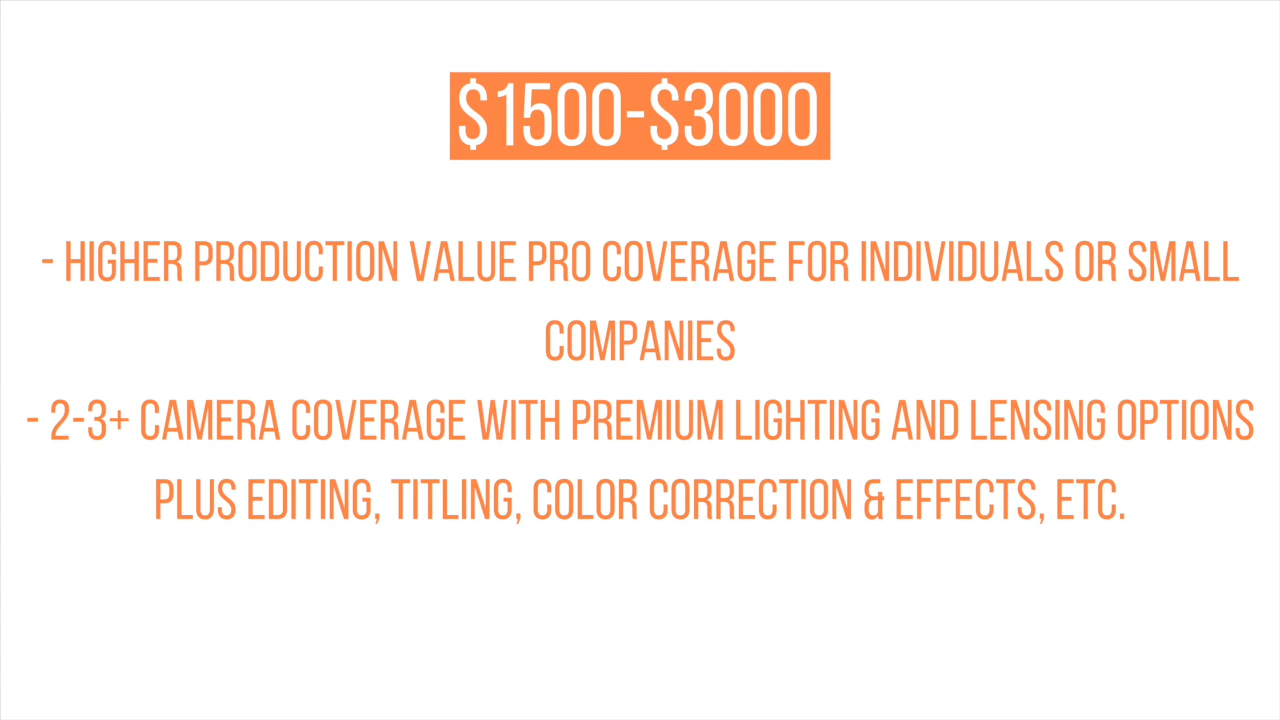 $1500-$3000
- HIGHER PRODUCTION VALUE PRO COVERAGE FOR INDIVIDUALS OR SMALL
COMPANIES
- 2-3+ CAMERA COVERAGE WITH PREMIUM LIGHTING AND LENSING OPTIONS
PLUS EDITING, TITLING, COLOR CORRECTION & EFFECTS, ETC.